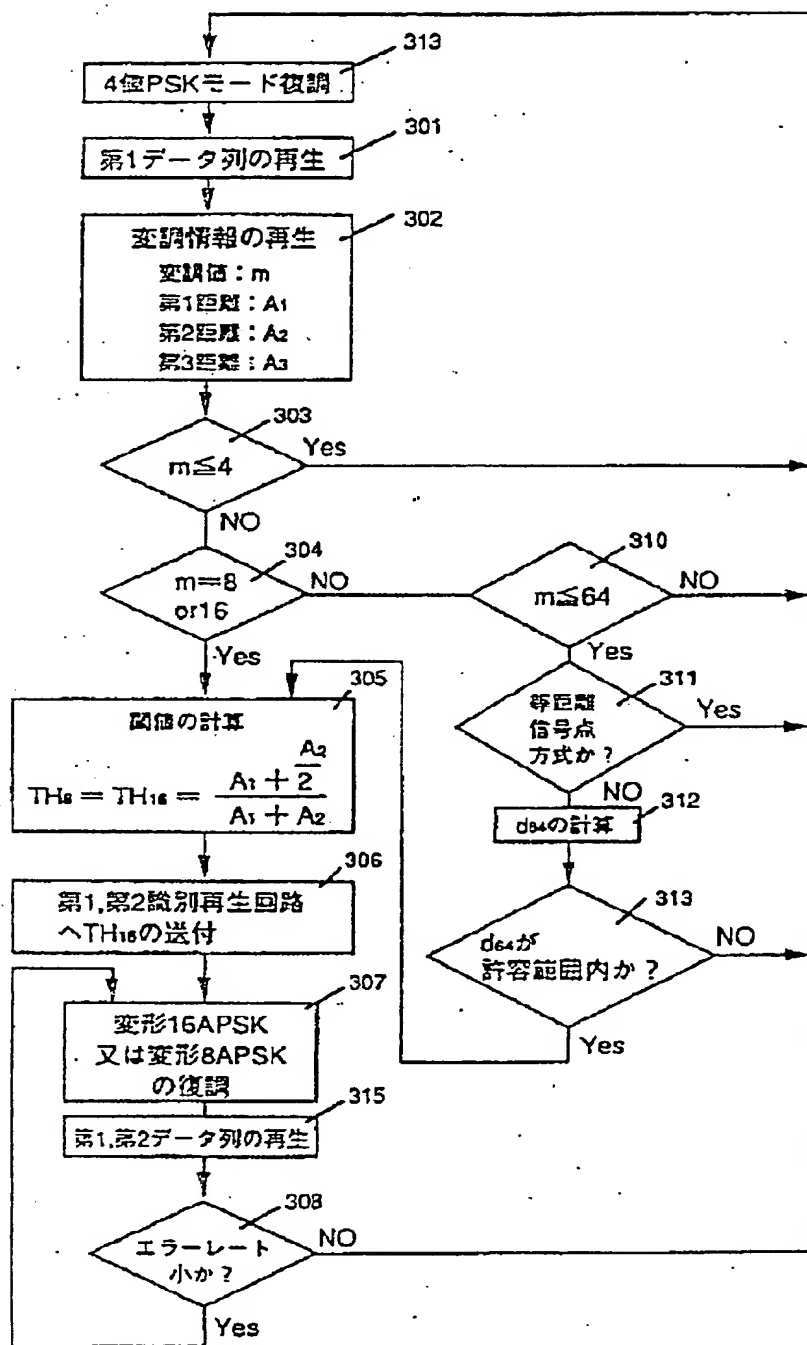 313
4値PSKモード復調
301
第1データ列の再生
302
変調情報の再生
変調値：m
第1距離：A1
第2距離：A2
第3距離：A3
303
m≦4
Yes
NO
304
m=8
or16
NO
Yes
310
m≦64
NO
Yes
311
等距離
信号点
方式か？
Yes
NO
312
d64の計算
313
d64が
許容範囲内か？
NO
Yes
305
閾値の計算
TH8 = TH16 = (A1 + A2/2) / (A1 + A2)
306
第1,第2識別再生回路
へTH16の送付
307
変形16APSK
又は変形8APSK
の復調
315
第1,第2データ列の再生
308
エラーレート
小か？
NO
Yes